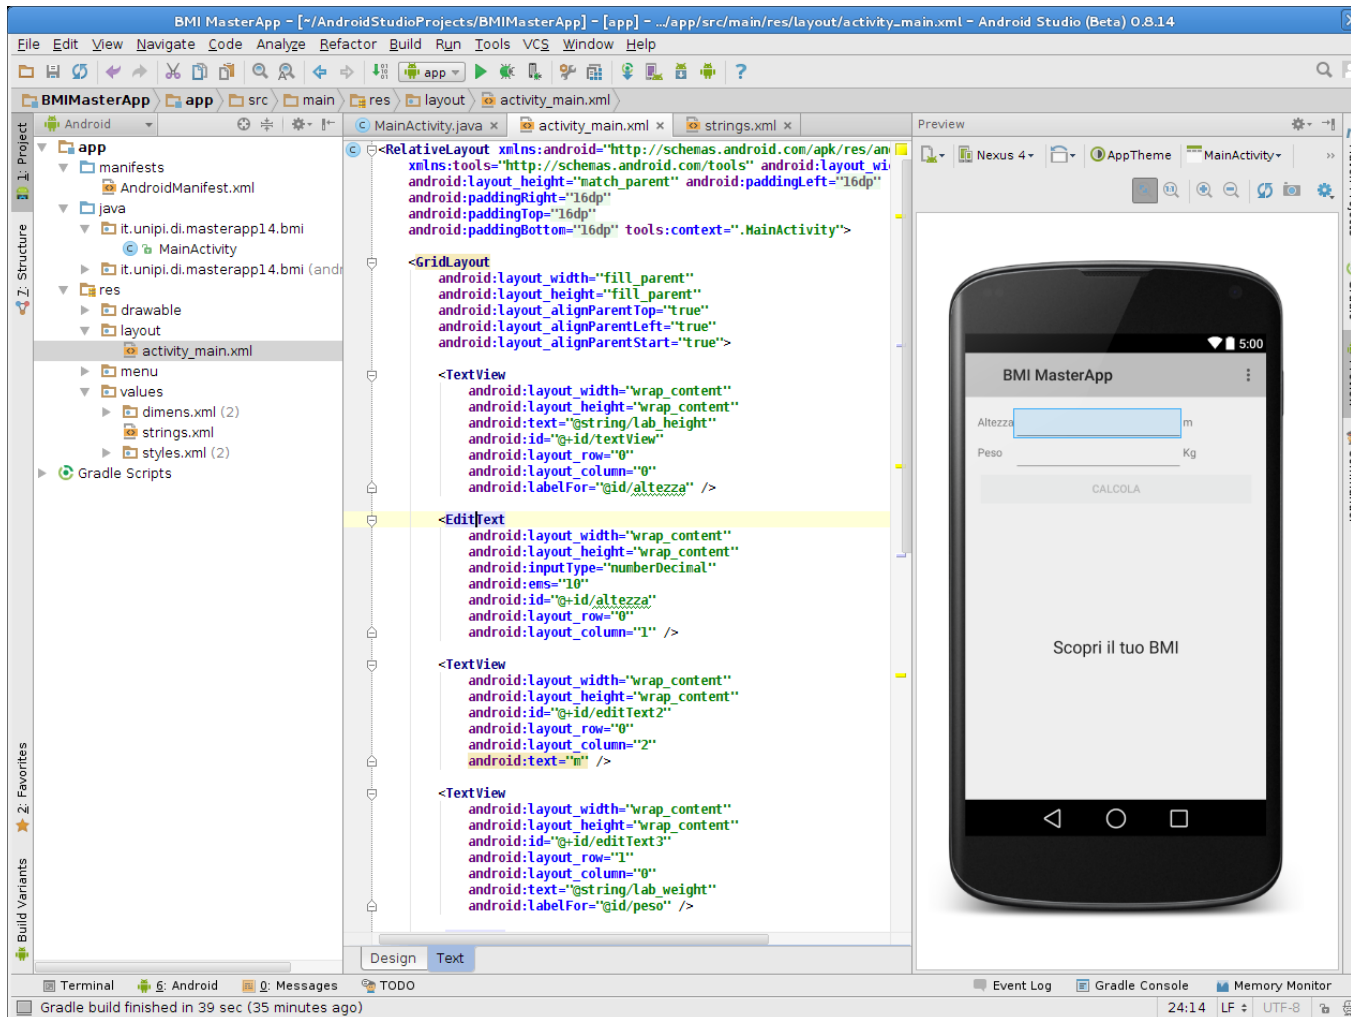 BMI MasterApp - [~/AndroidStudioProjects/BMIMasterApp] - [app] - .../app/src/main/res/layout/activity_main.xml - Android Studio (Beta) 0.8.14
File Edit View Navigate Code Analyze Refactor Build Run Tools VCS Window Help
app
BMIMasterApp app src main res layout activity_main.xml
1: Project
7: Structure
2: Favorites
Build Variants
Android
app
manifests
AndroidManifest.xml
java
it.unipi.di.masterapp14.bmi
MainActivity
it.unipi.di.masterapp14.bmi (andr
res
drawable
layout
activity_main.xml
menu
values
dimens.xml (2)
strings.xml
styles.xml (2)
Gradle Scripts
MainActivity.java activity_main.xml strings.xml
<RelativeLayout xmlns:android="http://schemas.android.com/apk/res/an
xmlns:tools="http://schemas.android.com/tools" android:layout_wi
android:layout_height="match_parent" android:paddingLeft="16dp"
android:paddingRight="16dp"
android:paddingTop="16dp"
android:paddingBottom="16dp" tools:context=".MainActivity">
<GridLayout
android:layout_width="fill_parent"
android:layout_height="fill_parent"
android:layout_alignParentTop="true"
android:layout_alignParentLeft="true"
android:layout_alignParentStart="true">
<TextView
android:layout_width="wrap_content"
android:layout_height="wrap_content"
android:text="@string/lab_height"
android:id="@+id/textView"
android:layout_row="0"
android:layout_column="0"
android:labelFor="@id/altezza" />
<EditText
android:layout_width="wrap_content"
android:layout_height="wrap_content"
android:inputType="numberDecimal"
android:ems="10"
android:id="@+id/altezza"
android:layout_row="0"
android:layout_column="1" />
<TextView
android:layout_width="wrap_content"
android:layout_height="wrap_content"
android:id="@+id/editText2"
android:layout_row="0"
android:layout_column="2"
android:text="m" />
<TextView
android:layout_width="wrap_content"
android:layout_height="wrap_content"
android:id="@+id/editText3"
android:layout_row="1"
android:layout_column="0"
android:text="@string/lab_weight"
android:labelFor="@id/peso" />
Design Text
Preview
Nexus 4 AppTheme MainActivity
5:00
BMI MasterApp
Altezza m
Peso Kg
CALCOLA
Scopri il tuo BMI
Terminal 6: Android 0: Messages TODO Event Log Gradle Console Memory Monitor
Gradle build finished in 39 sec (35 minutes ago) 24:14 LF UTF-8